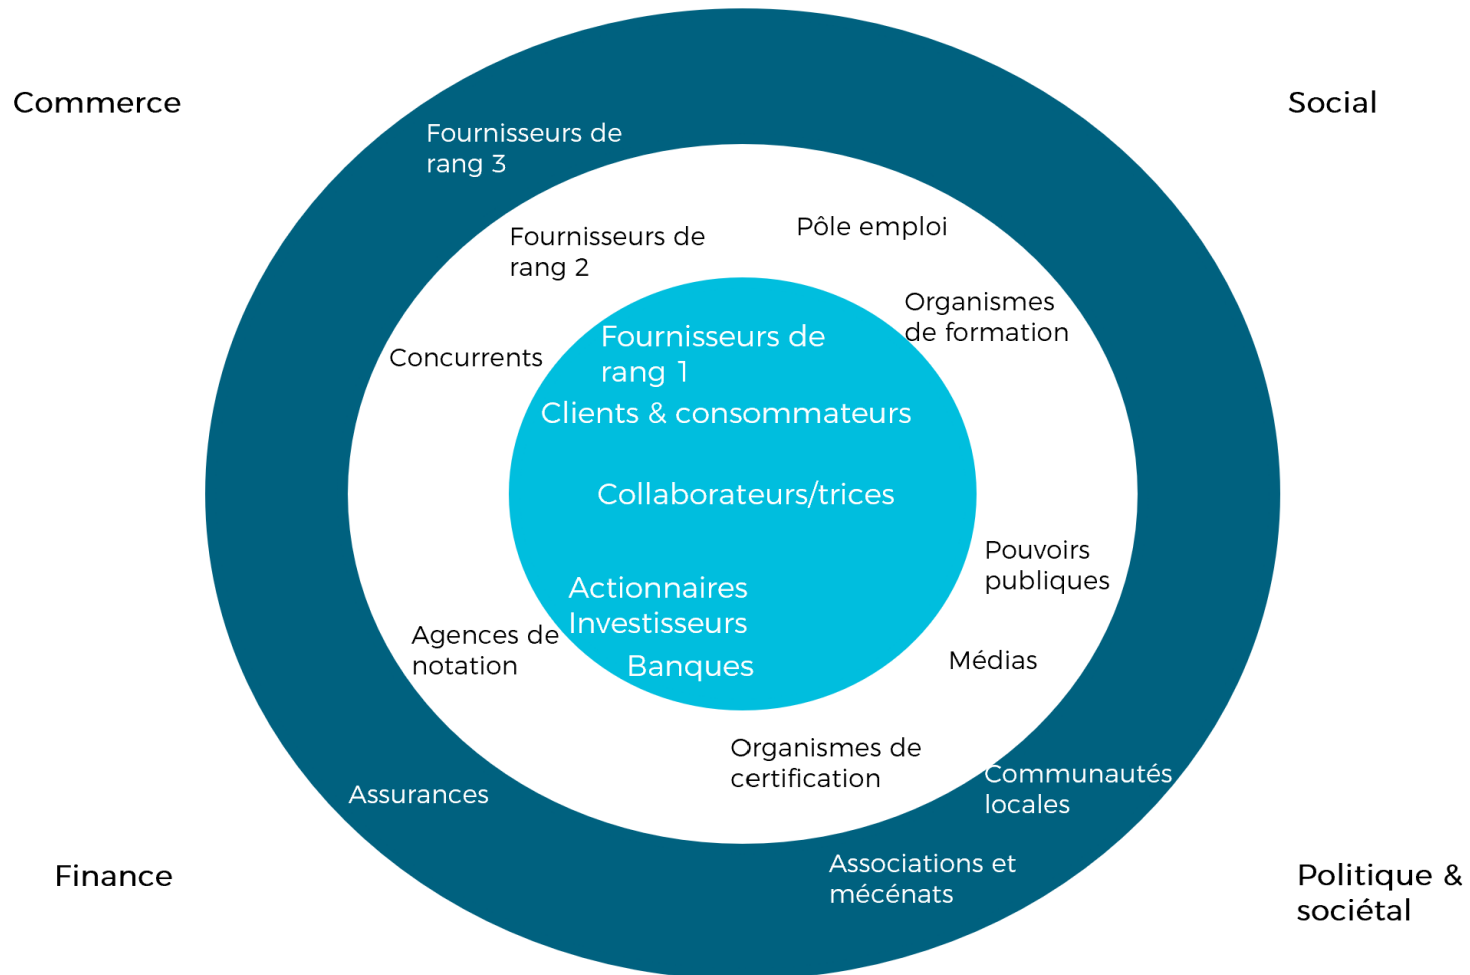 Commerce
Social
Fournisseurs de
rang 3
Pôle emploi
Fournisseurs de
rang 2
Organismes
de formation
Fournisseurs de
rang 1
Concurrents
Clients & consommateurs
Collaborateurs/trices
Pouvoirs
publiques
Actionnaires
Investisseurs
Agences de
notation
Banques
Médias
Organismes de
certification
Communautés
locales
Assurances
Associations et
mécénats
Finance
Politique &
sociétal